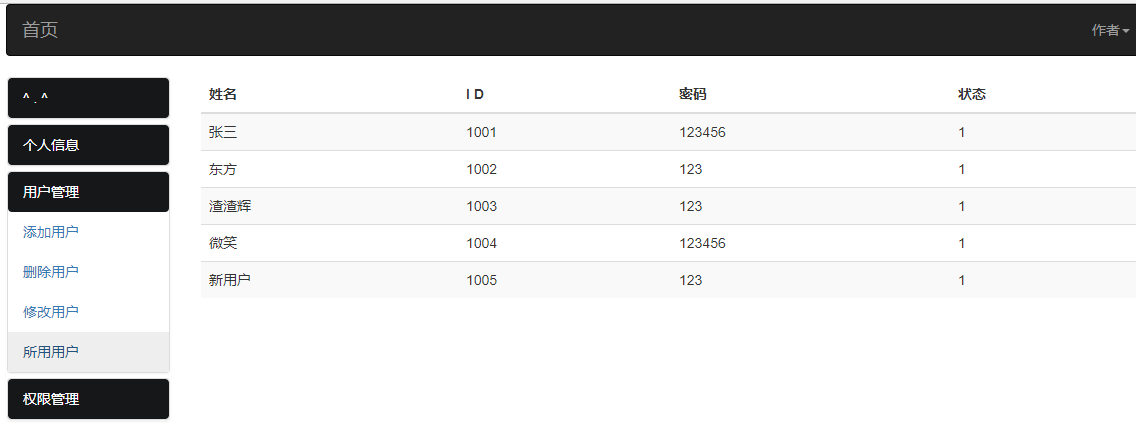 首页 作者
^ . ^
个人信息
用户管理
添加用户
删除用户
修改用户
所用用户
权限管理
姓名 I D 密码 状态
张三 1001 123456 1
东方 1002 123 1
渣渣辉 1003 123 1
微笑 1004 123456 1
新用户 1005 123 1